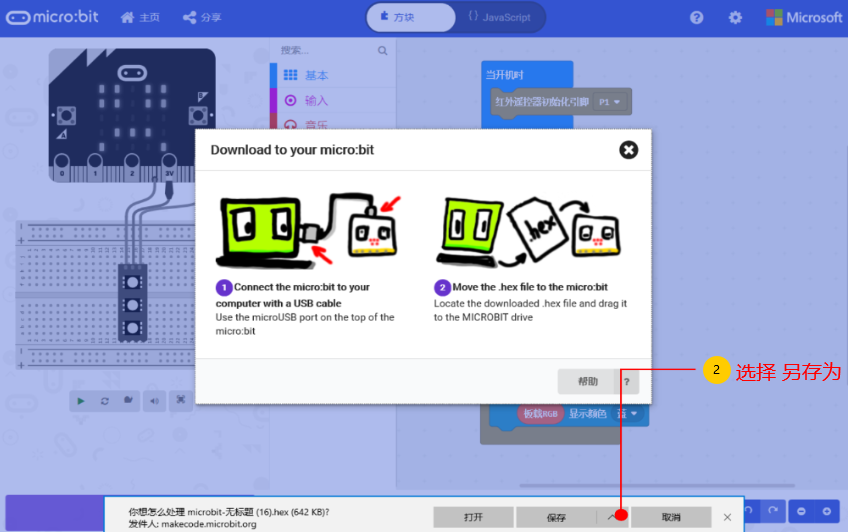 micro:bit
主页
分享
方块
{} JavaScript
?
Microsoft
搜索...
基本
输入
音乐
当开机时
红外遥控器初始化引脚 P1
B
A
0
1
2
3V
Download to your micro:bit
.hex
1 Connect the micro:bit to your
computer with a USB cable
Use the microUSB port on the top of the
micro:bit
2 Move the .hex file to the micro:bit
Locate the downloaded .hex file and drag it
to the MICROBIT drive
帮助 ?
2 选择 另存为
板载RGB 显示颜色 蓝
你想怎么处理 microbit-无标题 (16).hex (642 KB)?
发件人: makecode.microbit.org
打开
保存
取消